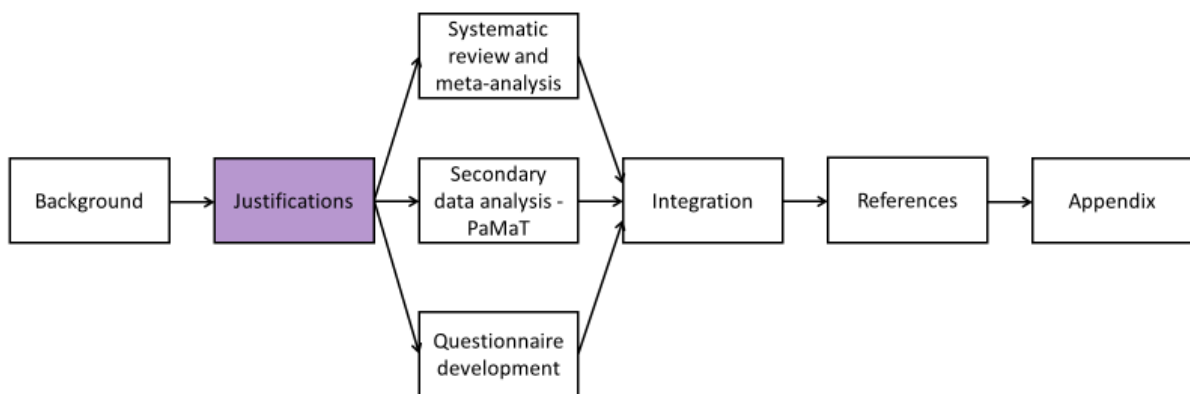 Background
Justifications
Systematic
review and
meta-analysis
Secondary
data analysis -
PaMaT
Questionnaire
development
Integration
References
Appendix